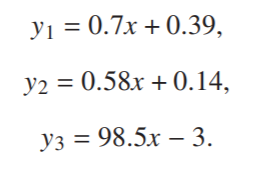 y₁ = 0.7x + 0.39,
y₂ = 0.58x + 0.14,
y₃ = 98.5x − 3.